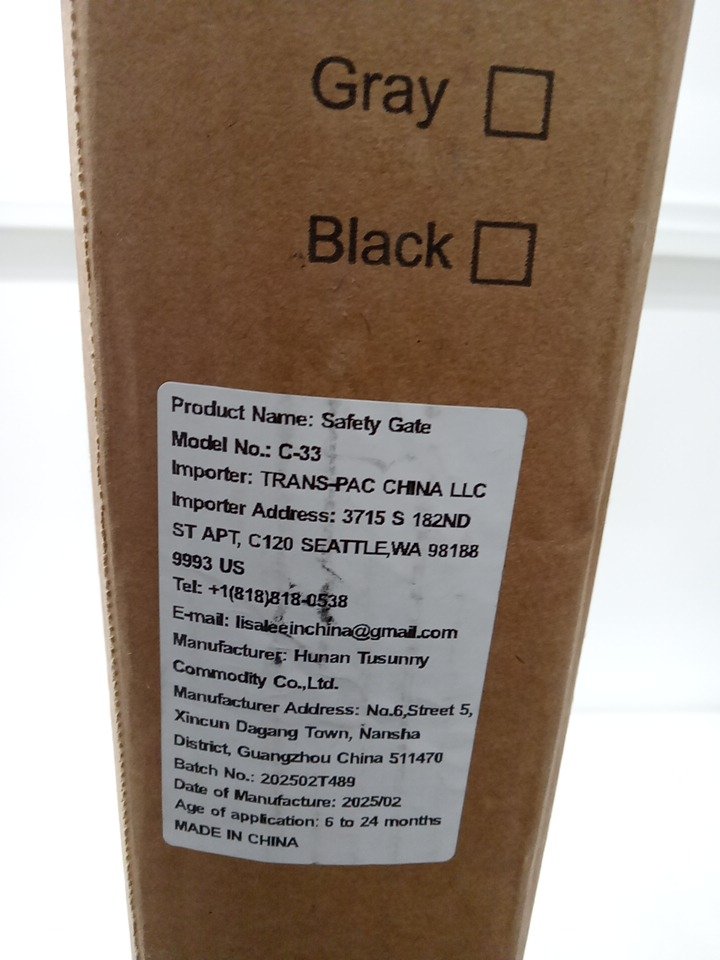 Gray
Black
Product Name: Safety Gate
Model No.: C-33
Importer: TRANS-PAC CHINA LLC
Importer Address: 3715 S 182ND
ST APT, C120 SEATTLE,WA 98188
9993 US
Tel: +1(818)818-0538
E-mail: lisaleeinchina@gmail.com
Manufacturer: Hunan Tusunny
Commodity Co.,Ltd.
Manufacturer Address: No.6,Street 5,
Xincun Dagang Town, Nansha
District, Guangzhou China 511470
Batch No.: 202502T489
Date of Manufacture: 2025/02
Age of application: 6 to 24 months
MADE IN CHINA